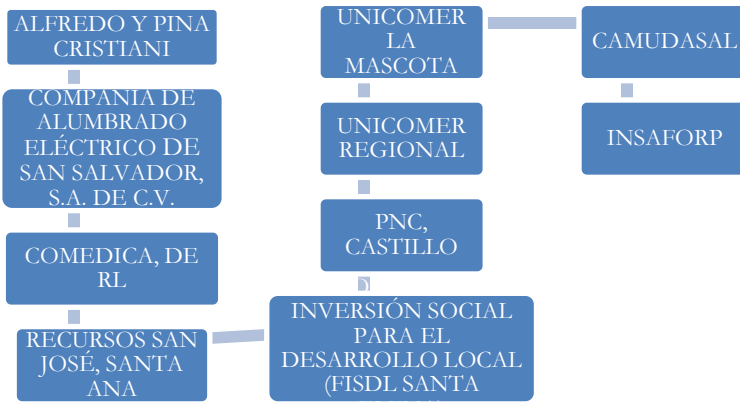 ALFREDO Y PINA
CRISTIANI
COMPAÑIA DE
ALUMBRADO
ELÉCTRICO DE
SAN SALVADOR,
S.A. DE C.V.
COMEDICA, DE
RL
RECURSOS SAN
JOSÉ, SANTA
ANA
INVERSIÓN SOCIAL
PARA EL
DESARROLLO LOCAL
(FISDL SANTA
PNC,
CASTILLO
UNICOMER
REGIONAL
UNICOMER
LA
MASCOTA
CAMUDASAL
INSAFORP